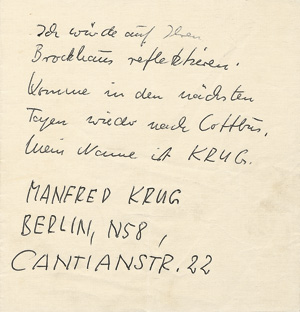 Ich würde auf Ihren
Brockhaus reflektieren.
Komme in den nächsten
Tagen wieder nach Cottbus.
Mein Name ist KRUG.
MANFRED KRUG
BERLIN, N58,
CANTIANSTR. 22